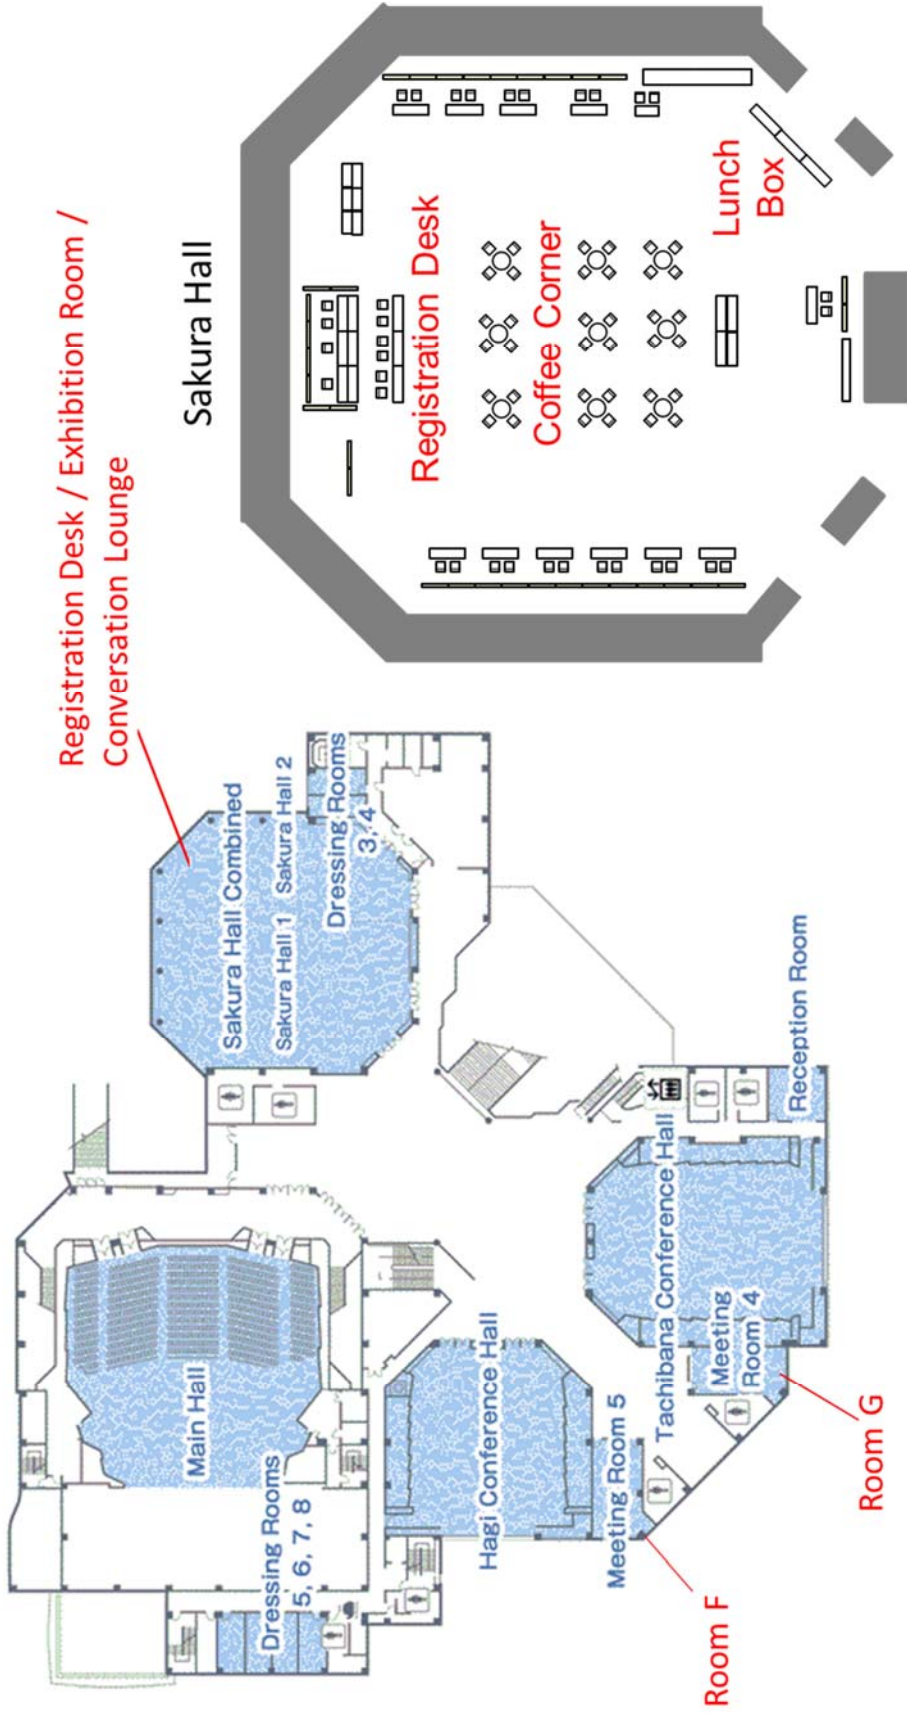 Registration Desk / Exhibition Room /
Conversation Lounge
Sakura Hall
Registration Desk
Coffee Corner
Lunch
Box
Main Hall
Dressing Rooms
5, 6, 7, 8
Sakura Hall Combined
Sakura Hall 1
Sakura Hall 2
Dressing Rooms
3, 4
Hagi Conference Hall
Meeting Room 5
Tachibana Conference Hall
Meeting
Room 4
Reception Room
Room F
Room G